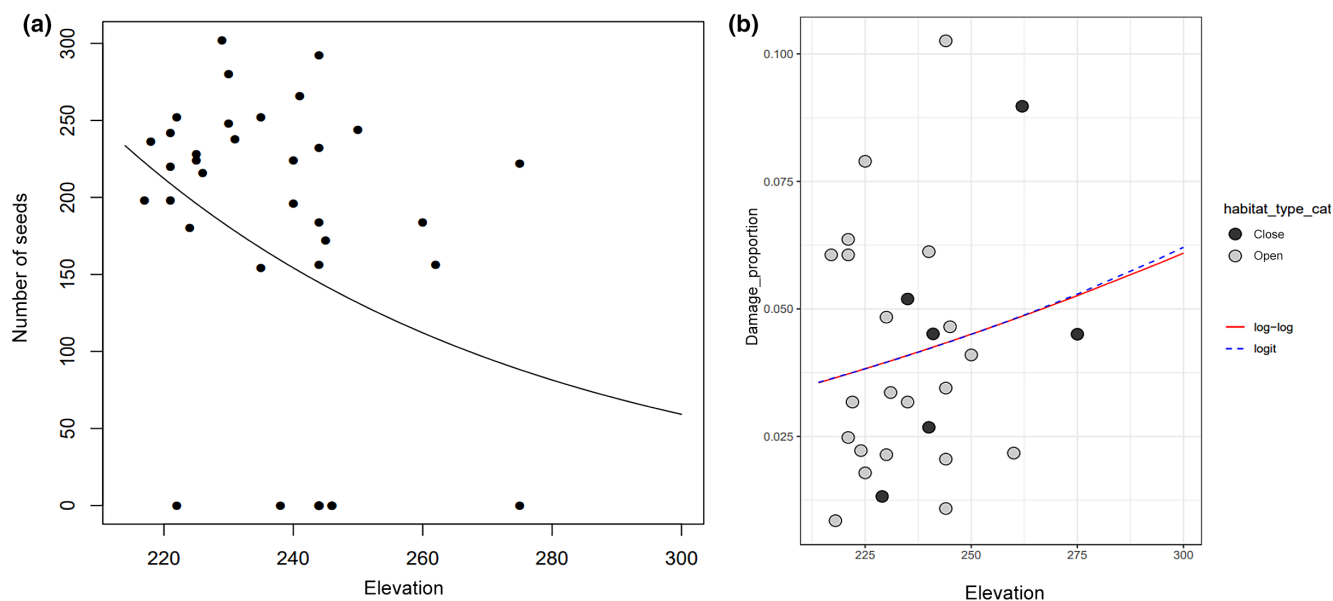 (a)
Number of seeds
300
250
200
150
100
50
0
220 240 260 280 300
Elevation
(b)
Damage_proportion
0.100
0.075
0.050
0.025
225 250 275 300
Elevation
habitat_type_cat
Close
Open
log−log
logit